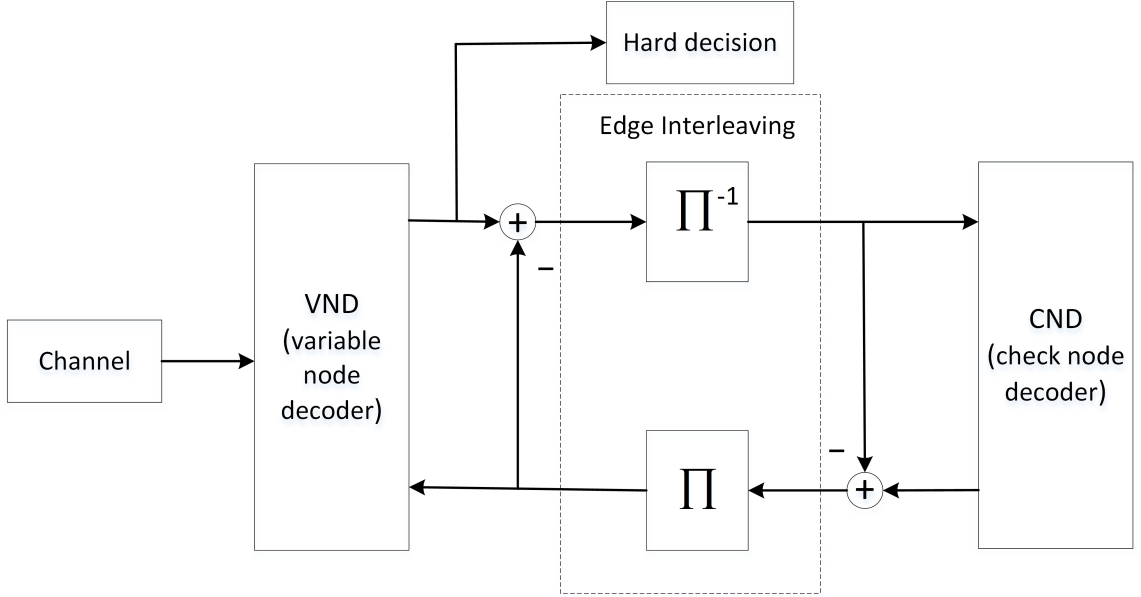 Hard decision
Edge Interleaving
∏-1
+
−
VND
(variable
node
decoder)
Channel
CND
(check node
decoder)
−
∏
+